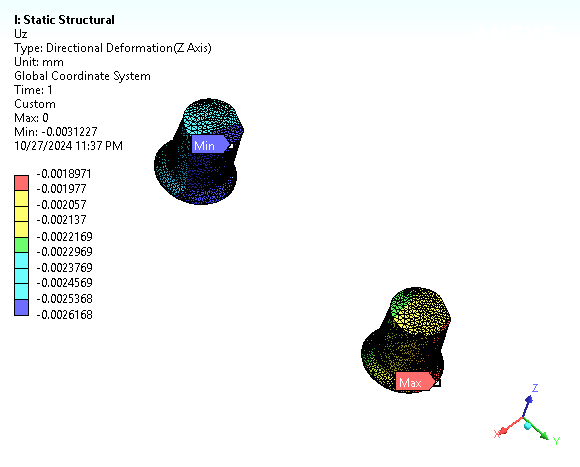 I: Static Structural
Uz
Type: Directional Deformation(Z Axis)
Unit: mm
Global Coordinate System
Time: 1
Custom
Max: 0
Min: -0.0031227
10/27/2024 11:37 PM
-0.0018971
-0.001977
-0.002057
-0.002137
-0.0022169
-0.0022969
-0.0023769
-0.0024569
-0.0025368
-0.0026168
Min
Max
Z
X
Y